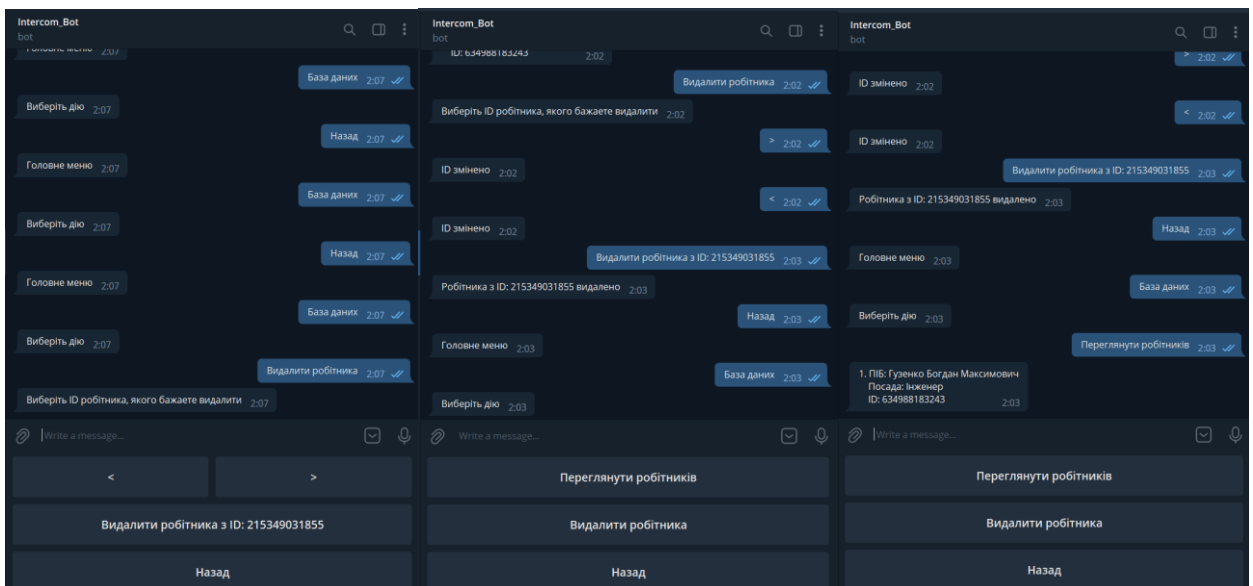 Intercom_Bot
bot
Головне меню 2:07
База даних 2:07
Виберіть дію 2:07
Назад 2:07
Головне меню 2:07
База даних 2:07
Виберіть дію 2:07
Назад 2:07
Головне меню 2:07
База даних 2:07
Виберіть дію 2:07
Видалити робітника 2:07
Виберіть ID робітника, якого бажаете видалити 2:07
Write a message...
< >
Видалити робітника з ID: 215349031855
Назад
Intercom_Bot
bot
ID: 634988183243 2:02
Видалити робітника 2:02
Виберіть ID робітника, якого бажаете видалити 2:02
> 2:02
ID змінено 2:02
< 2:02
ID змінено 2:02
Видалити робітника з ID: 215349031855 2:03
Робітника з ID: 215349031855 видалено 2:03
Назад 2:03
Головне меню 2:03
База даних 2:03
Виберіть дію 2:03
Write a message...
Переглянути робітників
Видалити робітника
Назад
Intercom_Bot
bot
> 2:02
ID змінено 2:02
< 2:02
ID змінено 2:02
Видалити робітника з ID: 215349031855 2:03
Робітника з ID: 215349031855 видалено 2:03
Назад 2:03
Головне меню 2:03
База даних 2:03
Виберіть дію 2:03
Переглянути робітників 2:03
1. ПІБ: Гузенко Богдан Максимович
Посада: Інженер
ID: 634988183243 2:03
Write a message...
Переглянути робітників
Видалити робітника
Назад